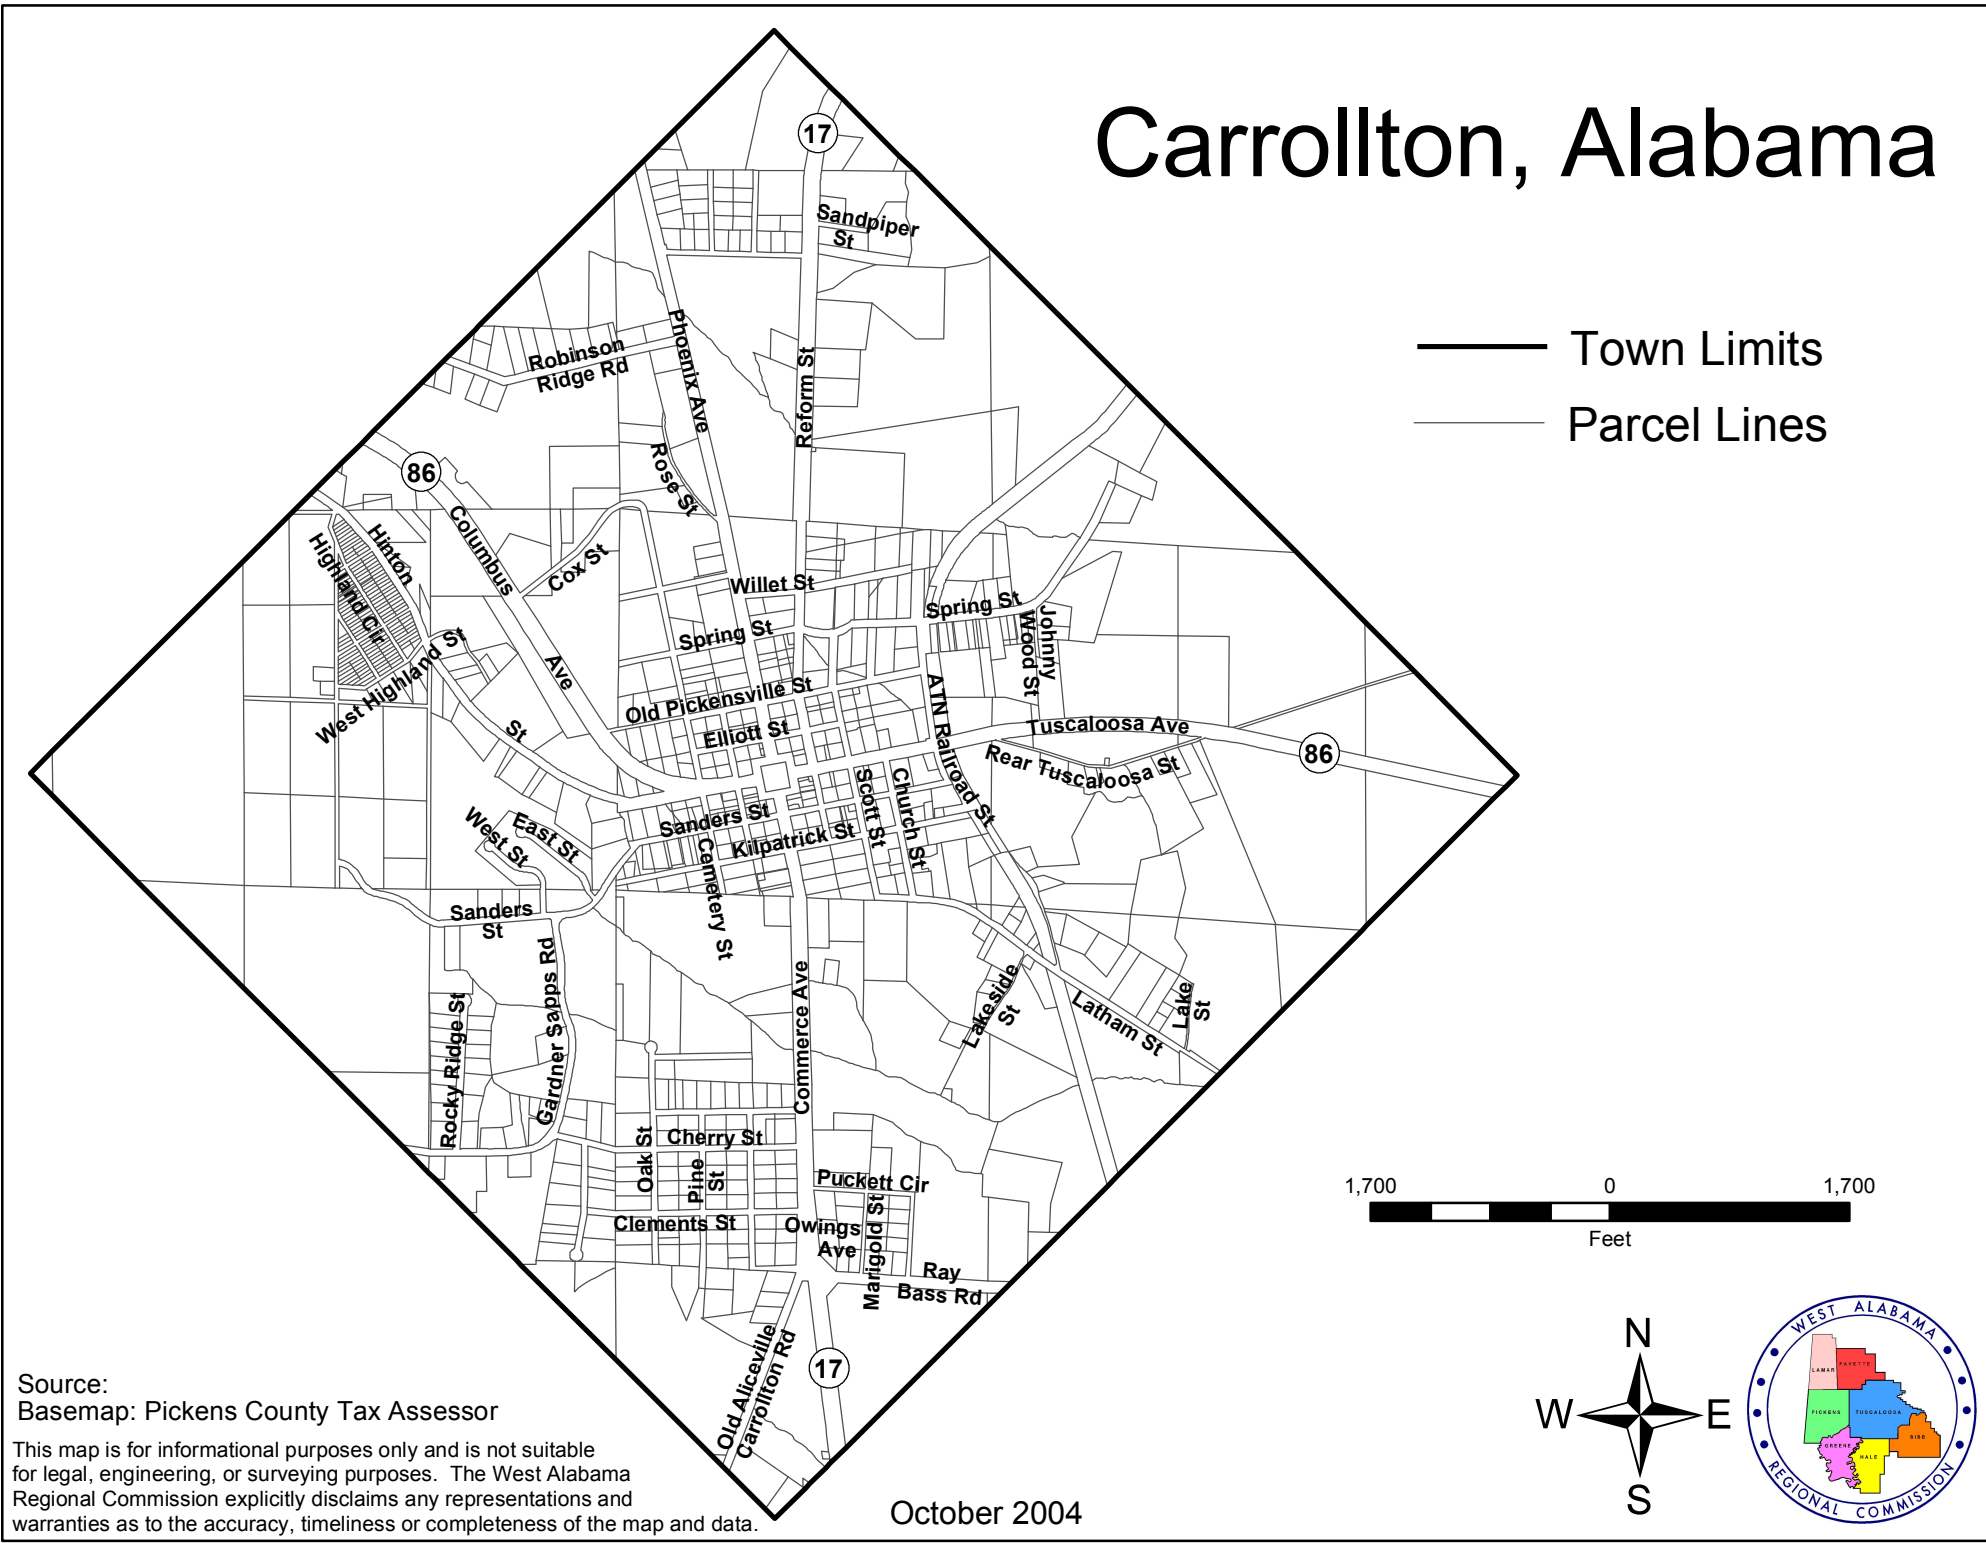 Carrollton, Alabama
17
Sandpiper
St
Town Limits
Parcel Lines
Robinson
Ridge Rd
Phoenix Ave
Reform St
Rose St
86
Columbus
Ave
Cox St
Hinton
St
Highland Cir
West Highland St
Willet St
Spring St
Spring St
Johnny
Wood St
Old Pickensville St
Elliott St
ATN Railroad St
Tuscaloosa Ave
Rear Tuscaloosa St
86
Scott St
Church St
Sanders St
Kilpatrick St
West St
East St
Cemetery St
Sanders
St
Gardner Sapps Rd
Rocky Ridge St
Commerce Ave
Lakeside
St
Latham St
Lake
St
Oak St
Cherry St
Pine
St
Clements St
Puckett Cir
Owings
Ave
Marigold St
Ray
Bass Rd
Old Aliceville
Carrollton Rd
17
1,700 0 1,700
Feet
N
W E
S
WEST ALABAMA
REGIONAL COMMISSION
LAMAR
FAYETTE
PICKENS
TUSCALOOSA
BIBB
GREENE
HALE
Source:
Basemap: Pickens County Tax Assessor
This map is for informational purposes only and is not suitable
for legal, engineering, or surveying purposes. The West Alabama
Regional Commission explicitly disclaims any representations and
warranties as to the accuracy, timeliness or completeness of the map and data.
October 2004